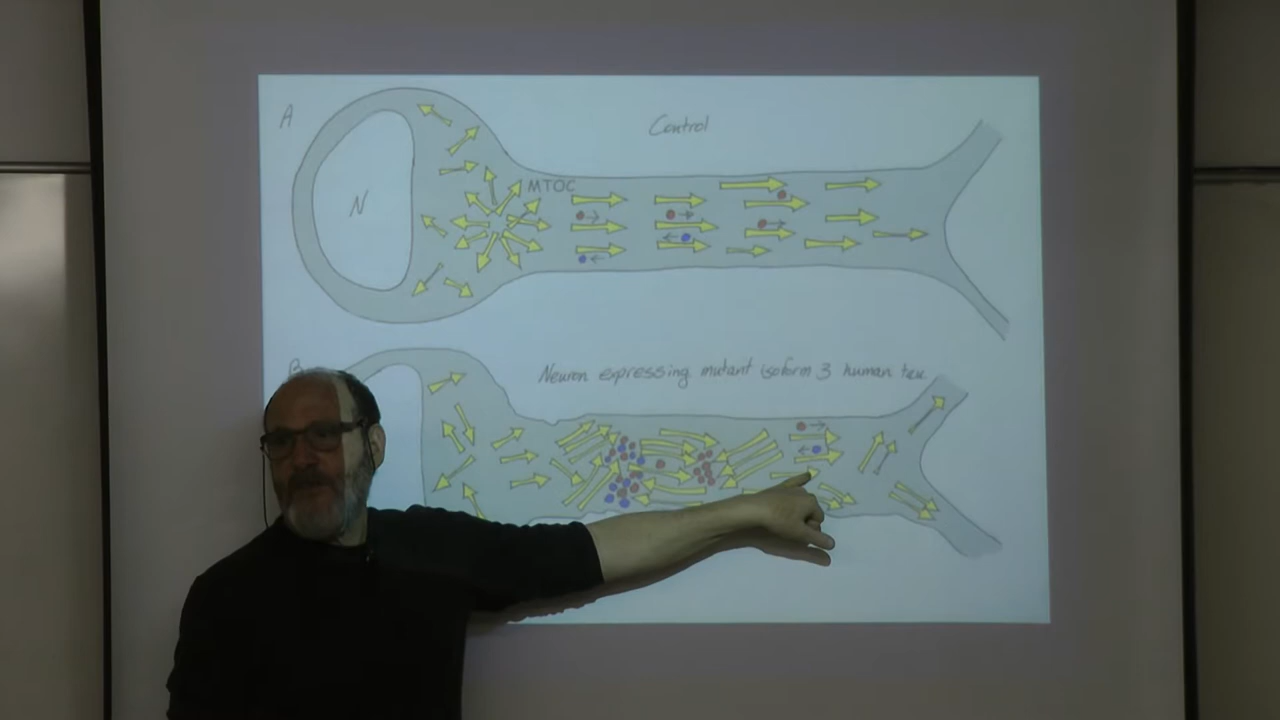 A
Control
N
MTOC
B
Neuron expressing mutant isoform 3 human tau